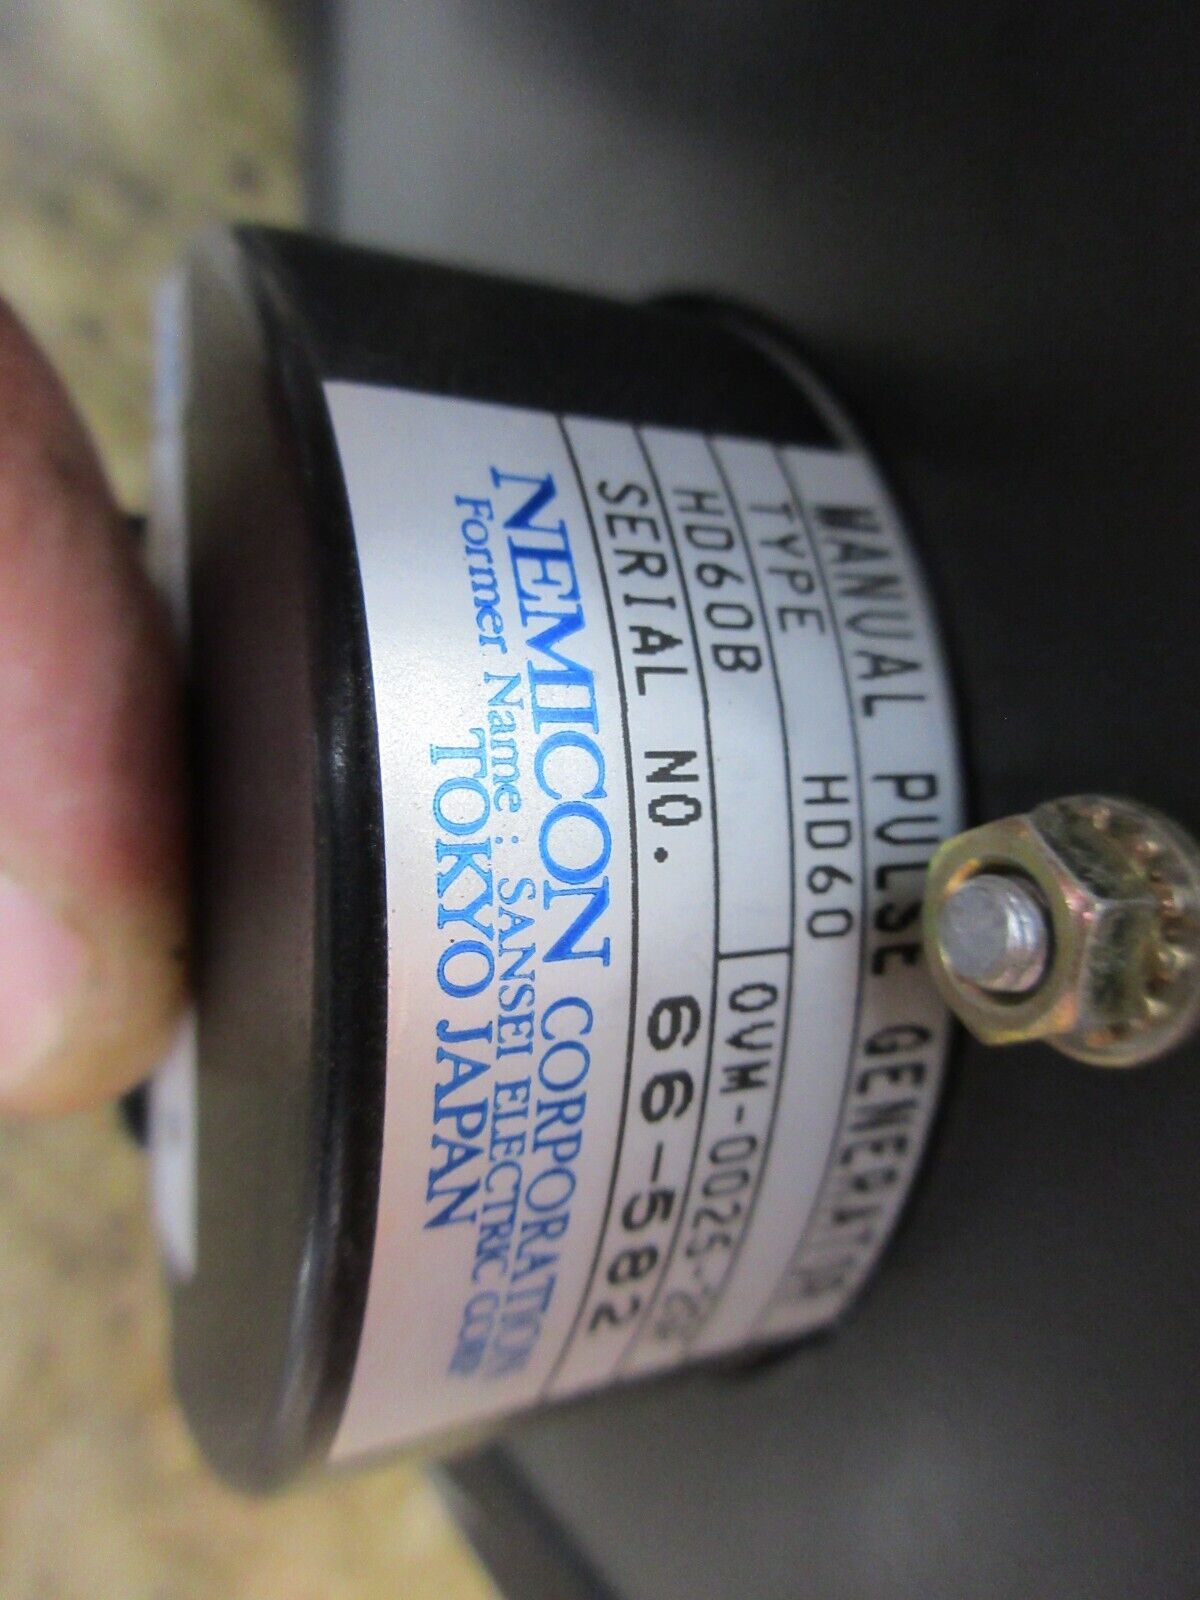 MANUAL PULSE GENERATOR
TYPE HD60
HD60B OVM-0025-2
SERIAL NO. 66-582
NEMICON CORPORATION
Former Name : SANSEI ELECTRIC CORP
TOKYO JAPAN